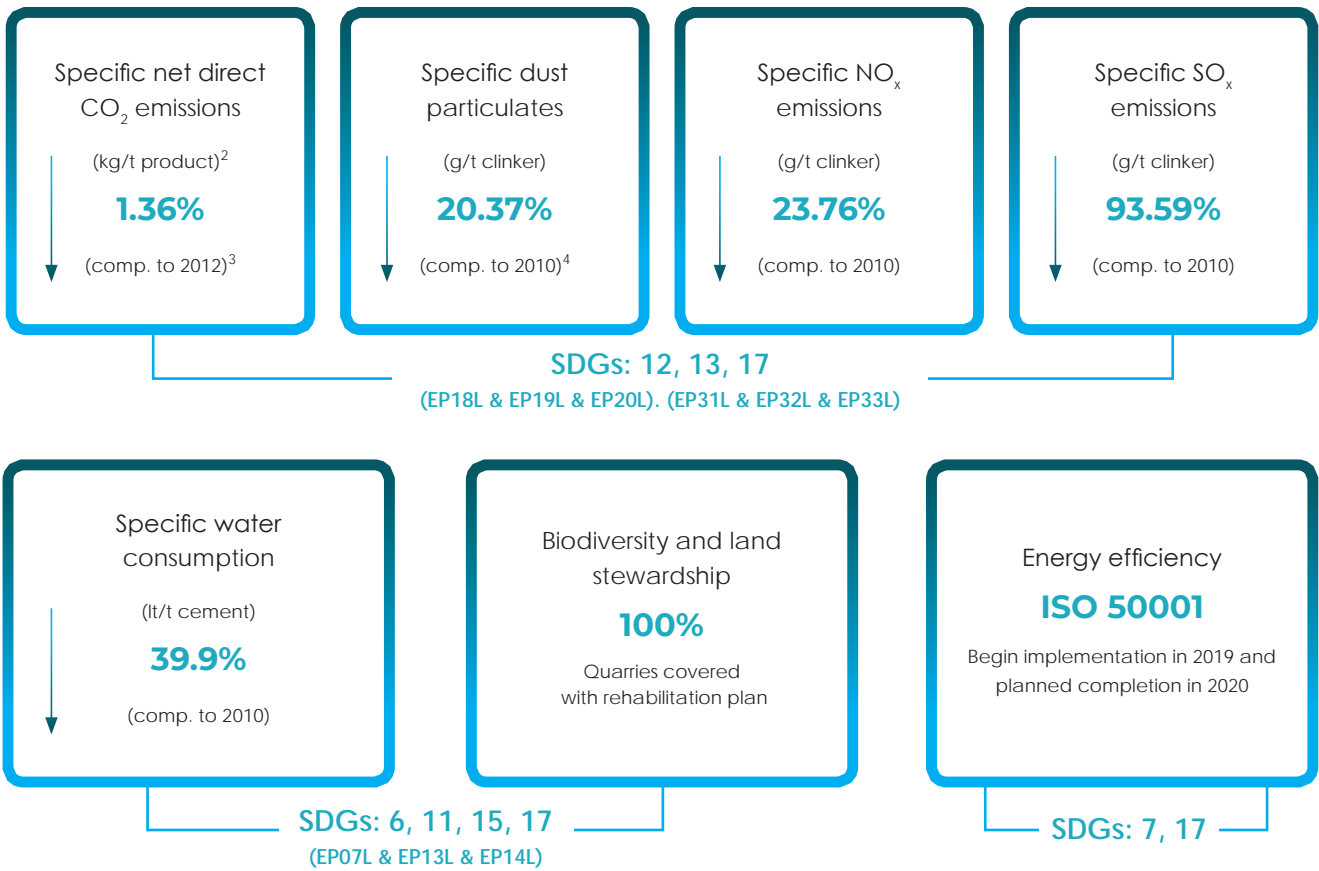 Specific net direct
CO₂ emissions
(kg/t product)²
1.36%
(comp. to 2012)³
Specific dust
particulates
(g/t clinker)
20.37%
(comp. to 2010)⁴
Specific NOₓ
emissions
(g/t clinker)
23.76%
(comp. to 2010)
Specific SOₓ
emissions
(g/t clinker)
93.59%
(comp. to 2010)
SDGs: 12, 13, 17
(EP18L & EP19L & EP20L). (EP31L & EP32L & EP33L)
Specific water
consumption
(lt/t cement)
39.9%
(comp. to 2010)
Biodiversity and land
stewardship
100%
Quarries covered
with rehabilitation plan
SDGs: 6, 11, 15, 17
(EP07L & EP13L & EP14L)
Energy efficiency
ISO 50001
Begin implementation in 2019 and
planned completion in 2020
SDGs: 7, 17